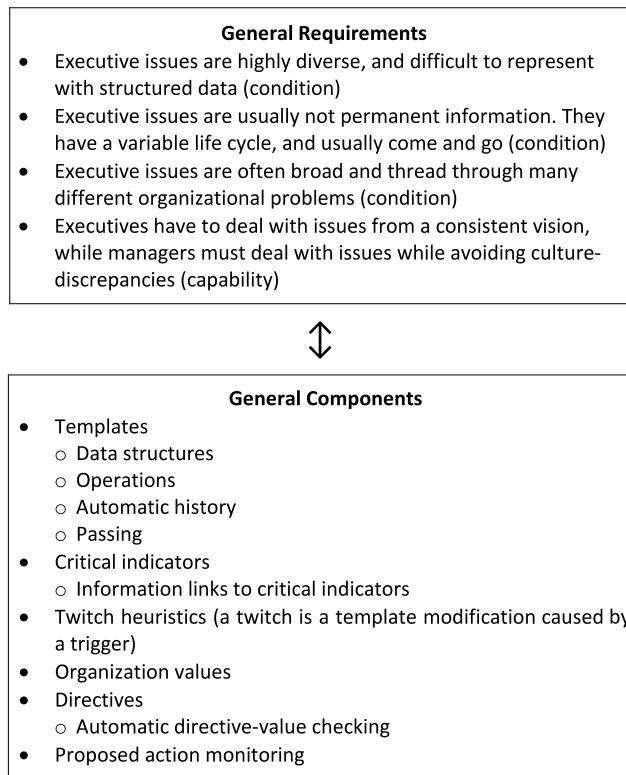 General Requirements
• Executive issues are highly diverse, and difficult to represent
with structured data (condition)
• Executive issues are usually not permanent information. They
have a variable life cycle, and usually come and go (condition)
• Executive issues are often broad and thread through many
different organizational problems (condition)
• Executives have to deal with issues from a consistent vision,
while managers must deal with issues while avoiding culture-
discrepancies (capability)
General Components
• Templates
o Data structures
o Operations
o Automatic history
o Passing
• Critical indicators
o Information links to critical indicators
• Twitch heuristics (a twitch is a template modification caused by
a trigger)
• Organization values
• Directives
o Automatic directive-value checking
• Proposed action monitoring